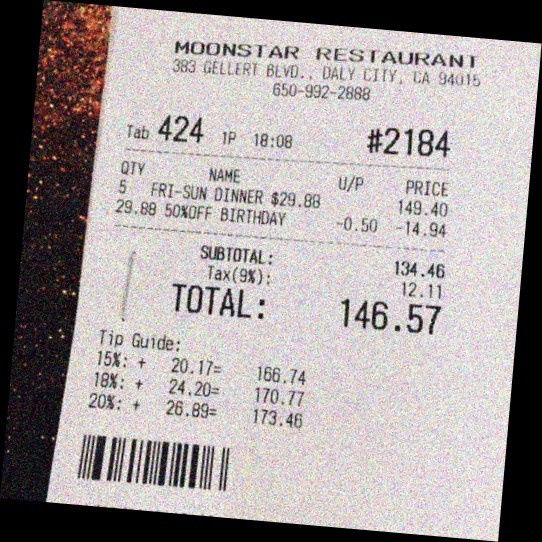 MOONSTAR RESTAURANT
383 GELLERT BLVD., DALY CITY, CA 94015
650-992-2888
Tab 424 1P 18:08 #2184
QTY NAME U/P PRICE
5 FRI-SUN DINNER $29.88 149.40
29.88 50%OFF BIRTHDAY -0.50 -14.94
SUBTOTAL: 134.46
Tax(9%): 12.11
TOTAL: 146.57
Tip Guide:
15%: + 20.17= 166.74
18%: + 24.20= 170.77
20%: + 26.89= 173.46